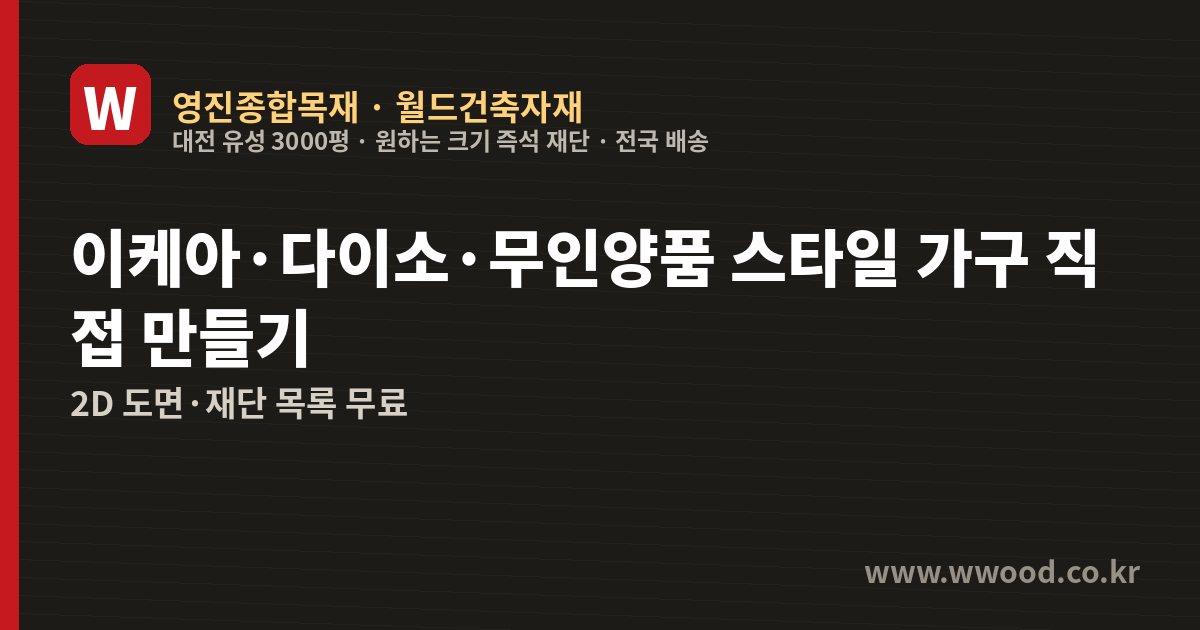 W
영진종합목재 · 월드건축자재
대전 유성 3000평 · 원하는 크기 즉석 재단 · 전국 배송
이케아·다이소·무인양품 스타일 가구 직
접 만들기
2D 도면·재단 목록 무료
www.wwood.co.kr